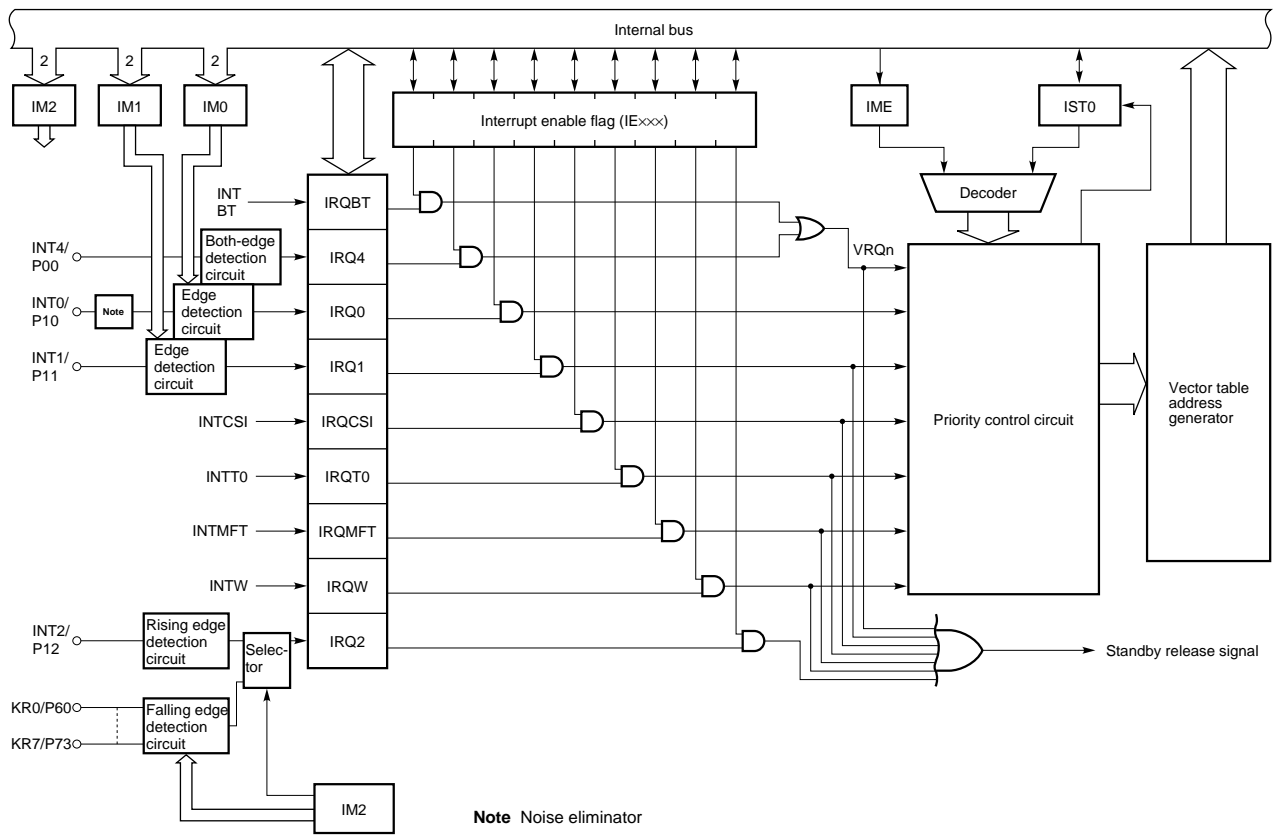 Internal bus
2
2
2
IM2
IM1
IM0
Interrupt enable flag (IE×××)
IME
IST0
Decoder
INT
BT
IRQBT
VRQn
INT4/
P00
Both-edge
detection
circuit
IRQ4
INT0/
P10
Note
Edge
detection
circuit
IRQ0
INT1/
P11
Edge
detection
circuit
IRQ1
INTCSI
IRQCSI
Priority control circuit
Vector table
address
generator
INTT0
IRQT0
INTMFT
IRQMFT
INTW
IRQW
INT2/
P12
Rising edge
detection
circuit
Selec-
tor
IRQ2
Standby release signal
KR0/P60
KR7/P73
Falling edge
detection
circuit
IM2
Note Noise eliminator